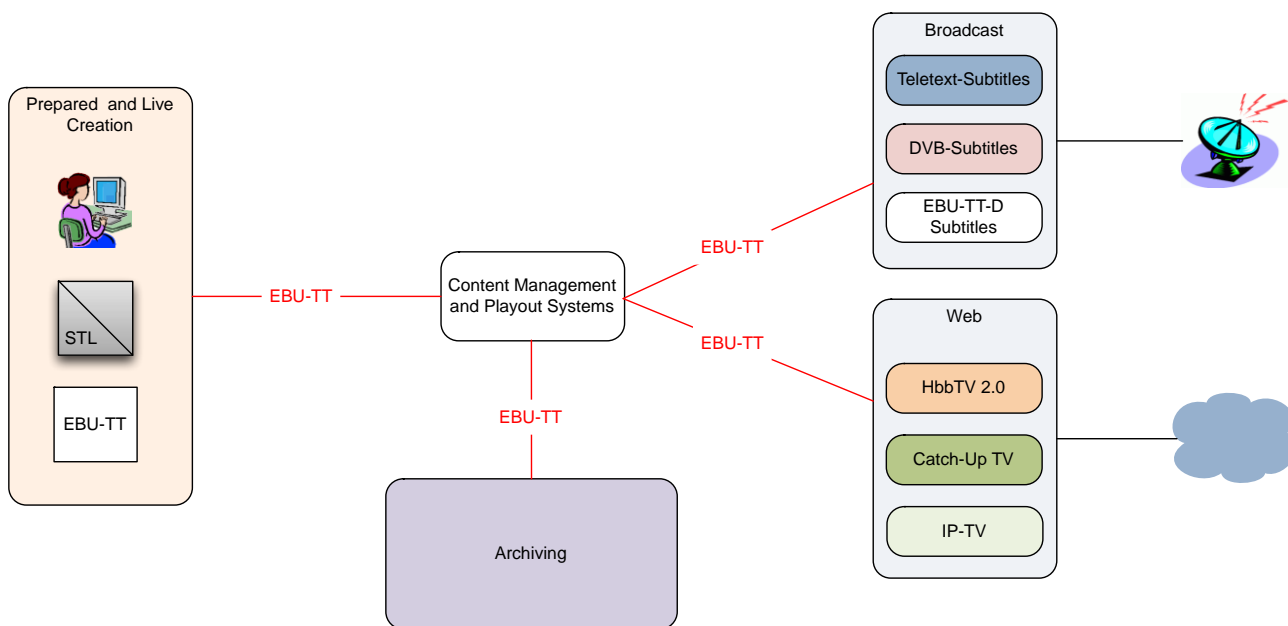 Prepared and Live
Creation
STL
EBU-TT
EBU-TT
Content Management
and Playout Systems
EBU-TT
Archiving
EBU-TT
EBU-TT
Broadcast
Teletext-Subtitles
DVB-Subtitles
EBU-TT-D
Subtitles
Web
HbbTV 2.0
Catch-Up TV
IP-TV